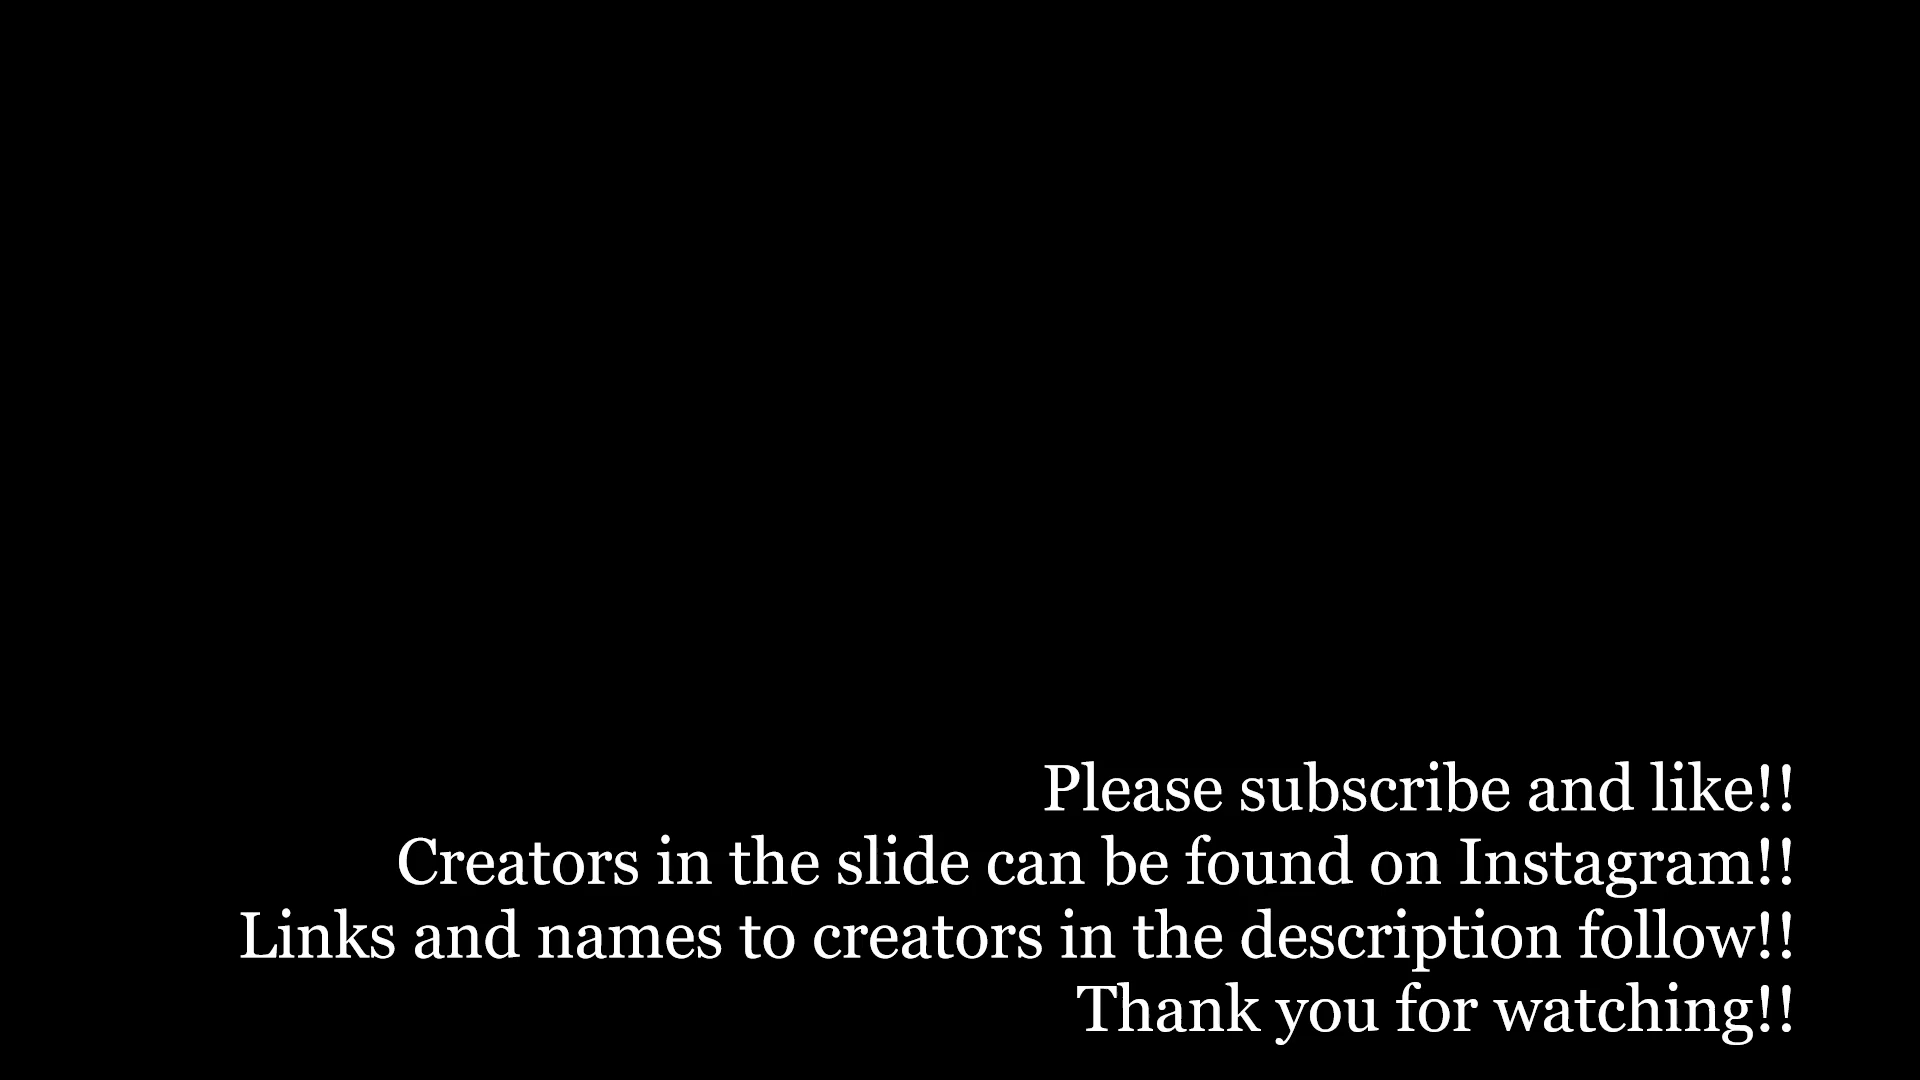 Please subscribe and like!!
Creators in the slide can be found on Instagram!!
Links and names to creators in the description follow!!
Thank you for watching!!